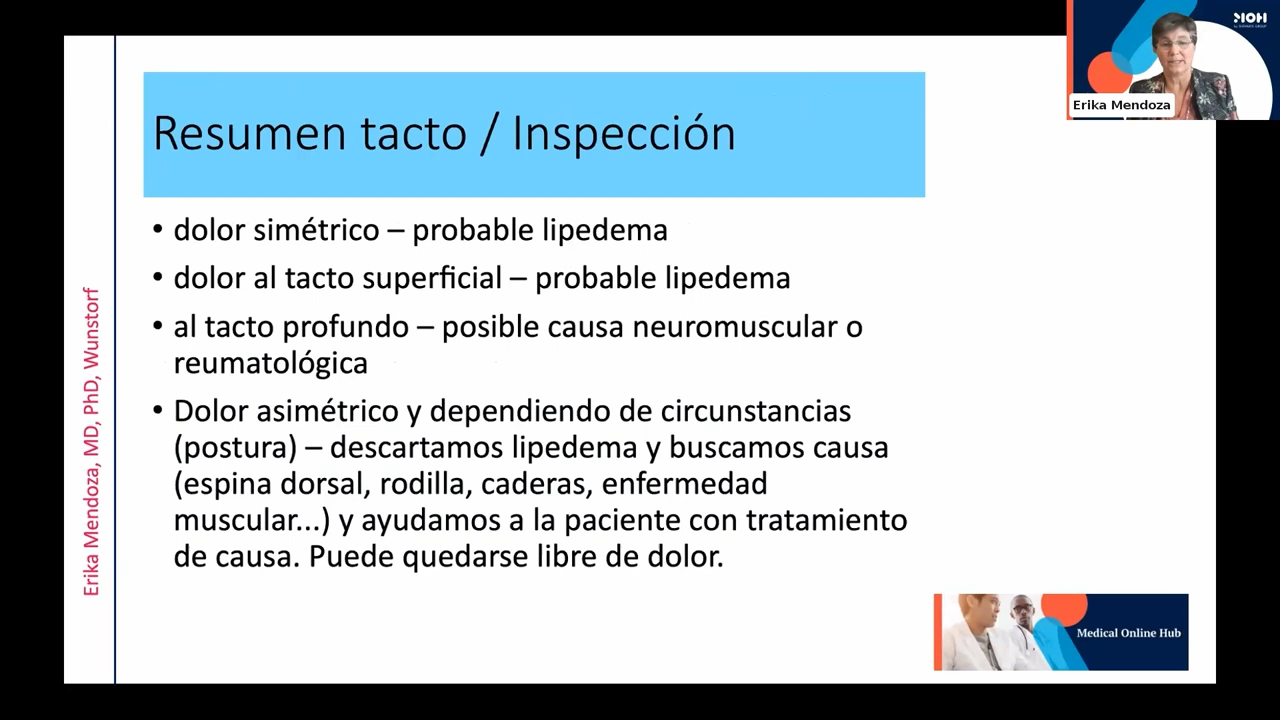 MOH
Erika Mendoza
Resumen tacto / Inspección
• dolor simétrico – probable lipedema
• dolor al tacto superficial – probable lipedema
• al tacto profundo – posible causa neuromuscular o
reumatológica
• Dolor asimétrico y dependiendo de circunstancias
(postura) – descartamos lipedema y buscamos causa
(espina dorsal, rodilla, caderas, enfermedad
muscular...) y ayudamos a la paciente con tratamiento
de causa. Puede quedarse libre de dolor.
Erika Mendoza, MD, PhD, Wunstorf
Medical Online Hub